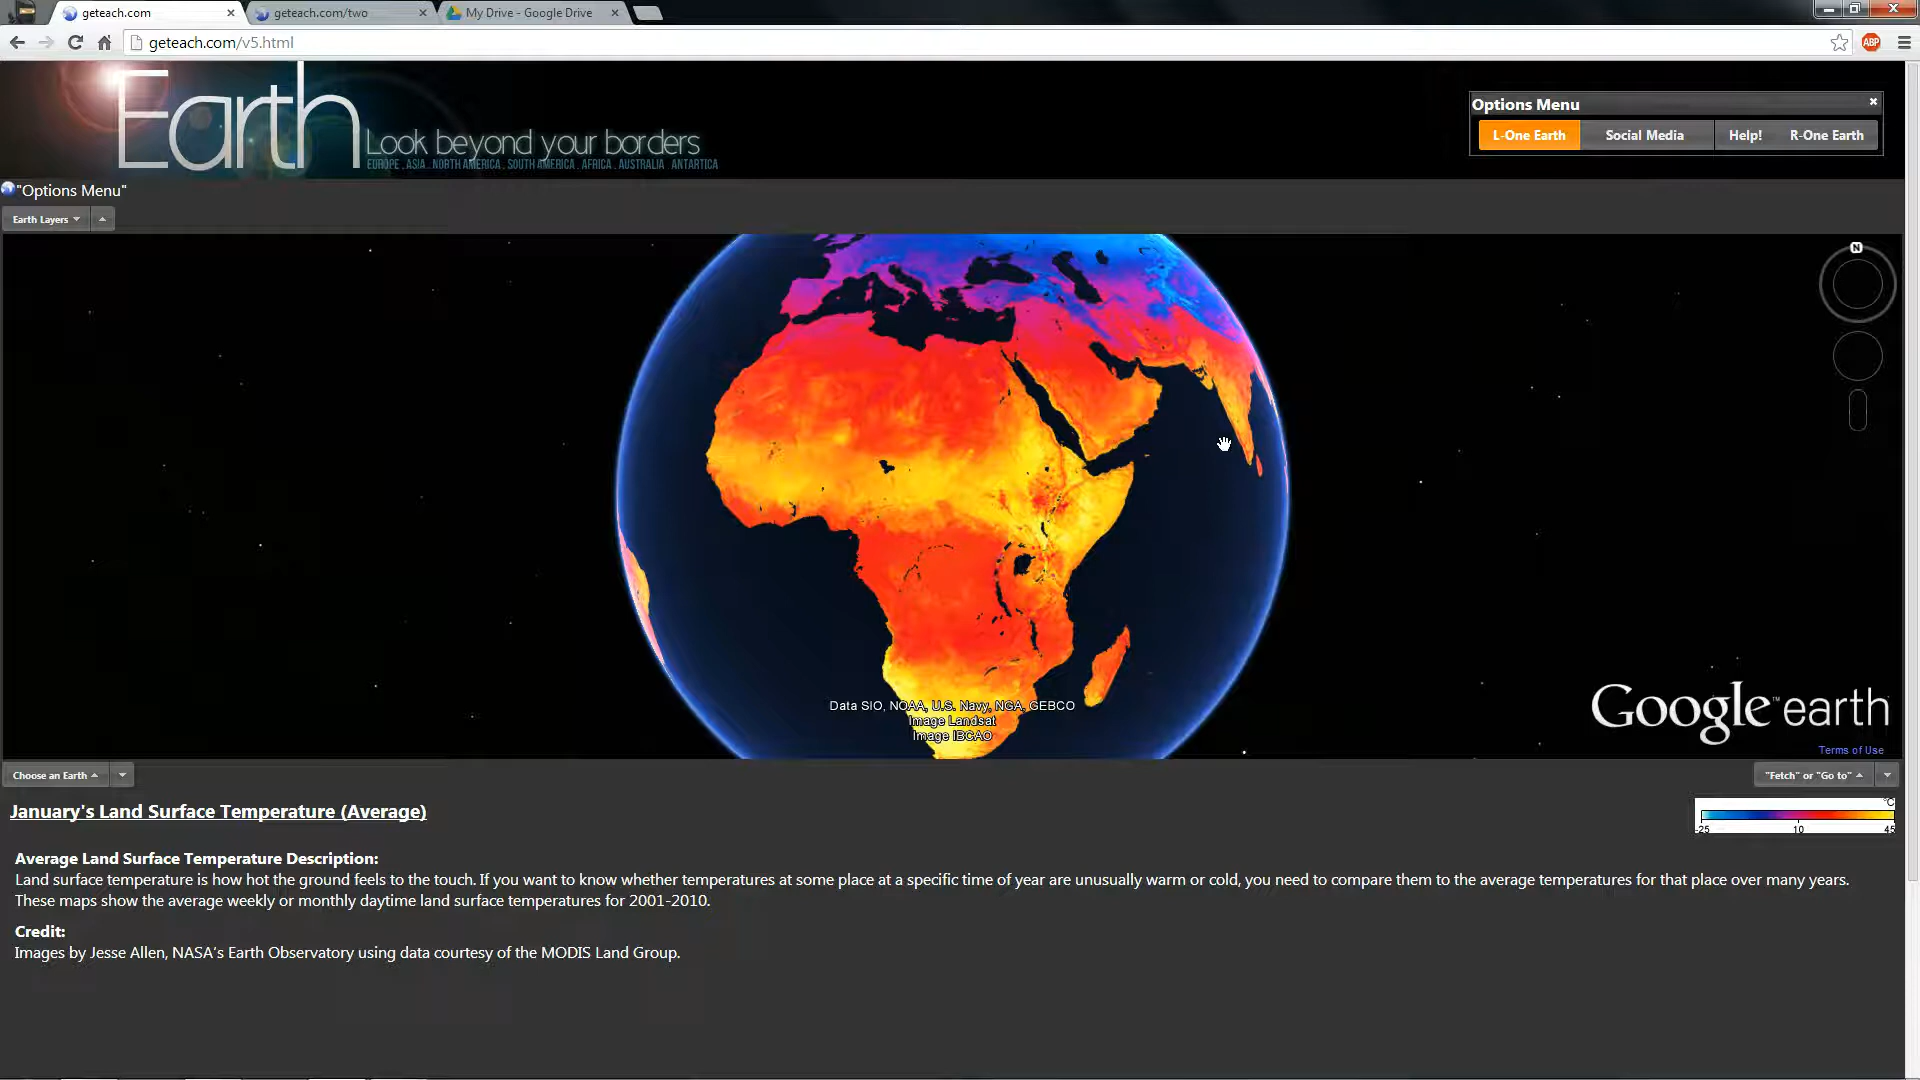 geteach.com
geteach.com/two
My Drive - Google Drive
geteach.com/v5.html
ABP
Earth
Look beyond your borders
EUROPE . ASIA . NORTH AMERICA . SOUTH AMERICA . AFRICA . AUSTRALIA . ANTARTICA
Options Menu
L-One Earth
Social Media
Help!
R-One Earth
"Options Menu"
Earth Layers
N
Data SIO, NOAA, U.S. Navy, NGA, GEBCO
Image Landsat
Image IBCAO
Google™ earth
Terms of Use
Choose an Earth
"Fetch" or "Go to"
January's Land Surface Temperature (Average)
°C
-25 10 45
Average Land Surface Temperature Description:
Land surface temperature is how hot the ground feels to the touch. If you want to know whether temperatures at some place at a specific time of year are unusually warm or cold, you need to compare them to the average temperatures for that place over many years.
These maps show the average weekly or monthly daytime land surface temperatures for 2001-2010.
Credit:
Images by Jesse Allen, NASA's Earth Observatory using data courtesy of the MODIS Land Group.